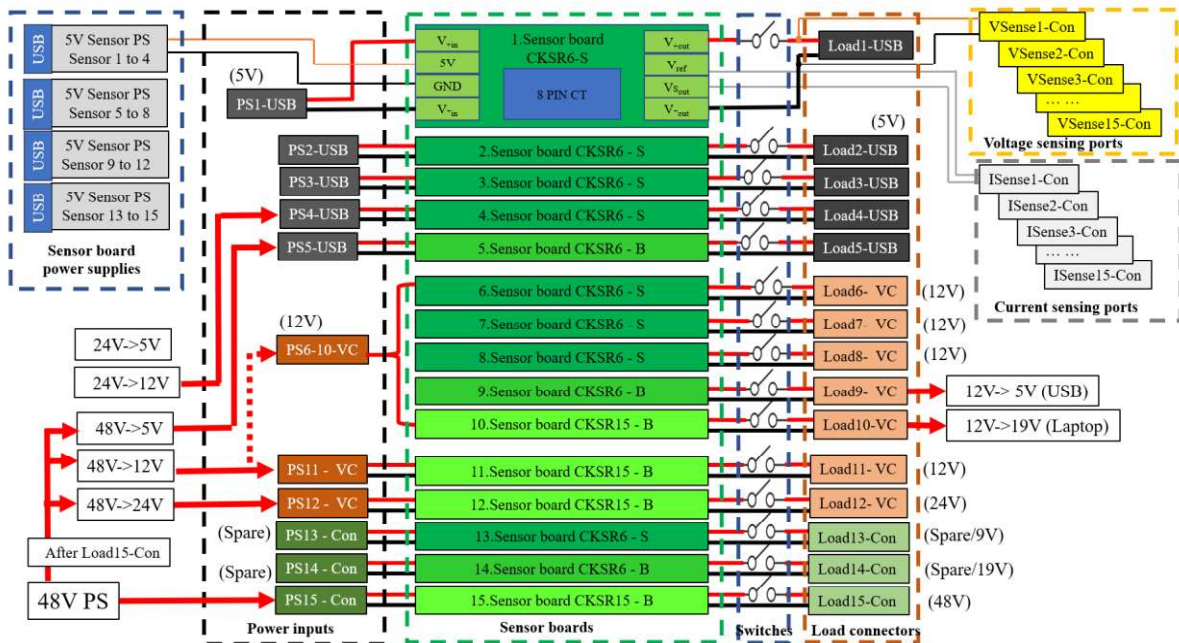 USB
5V Sensor PS
Sensor 1 to 4
USB
5V Sensor PS
Sensor 5 to 8
USB
5V Sensor PS
Sensor 9 to 12
USB
5V Sensor PS
Sensor 13 to 15
Sensor board
power supplies
24V->5V
24V->12V
48V->5V
48V->12V
48V->24V
After Load15-Con
48V PS
(5V)
PS1-USB
PS2-USB
PS3-USB
PS4-USB
PS5-USB
(12V)
PS6-10-VC
PS11 - VC
PS12 - VC
(Spare)
PS13 - Con
(Spare)
PS14 - Con
PS15 - Con
Power inputs
V+in
5V
GND
V-in
1.Sensor board
CKSR6-S
8 PIN CT
V+out
Vref
VSout
V-out
2.Sensor board CKSR6 - S
3.Sensor board CKSR6 - S
4.Sensor board CKSR6 - S
5.Sensor board CKSR6 - B
6.Sensor board CKSR6 - S
7.Sensor board CKSR6 - S
8.Sensor board CKSR6 - S
9.Sensor board CKSR6 - B
10.Sensor board CKSR15 - B
11.Sensor board CKSR15 - B
12.Sensor board CKSR15 - B
13.Sensor board CKSR6 - S
14.Sensor board CKSR6 - B
15.Sensor board CKSR15 - B
Sensor boards
Switches
Load1-USB
(5V)
Load2-USB
Load3-USB
Load4-USB
Load5-USB
Load6- VC
(12V)
Load7- VC
(12V)
Load8- VC
(12V)
Load9- VC
12V-> 5V (USB)
Load10-VC
12V->19V (Laptop)
Load11- VC
(12V)
Load12- VC
(24V)
Load13-Con
(Spare/9V)
Load14-Con
(Spare/19V)
Load15-Con
(48V)
Load connectors
VSense1-Con
VSense2-Con
VSense3-Con
... ...
VSense15-Con
Voltage sensing ports
ISense1-Con
ISense2-Con
ISense3-Con
... ...
ISense15-Con
Current sensing ports